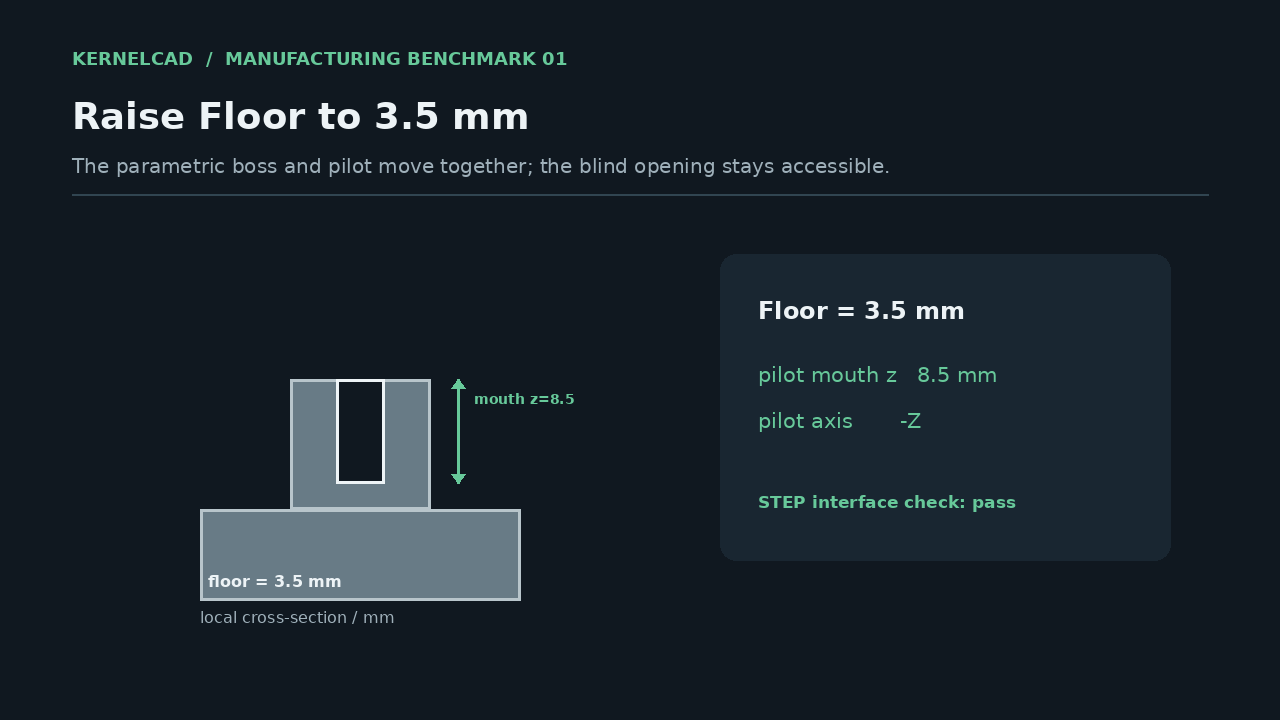 KERNELCAD / MANUFACTURING BENCHMARK 01
Raise Floor to 3.5 mm
The parametric boss and pilot move together; the blind opening stays accessible.
mouth z=8.5
floor = 3.5 mm
local cross-section / mm
Floor = 3.5 mm
pilot mouth z 8.5 mm
pilot axis -Z
STEP interface check: pass